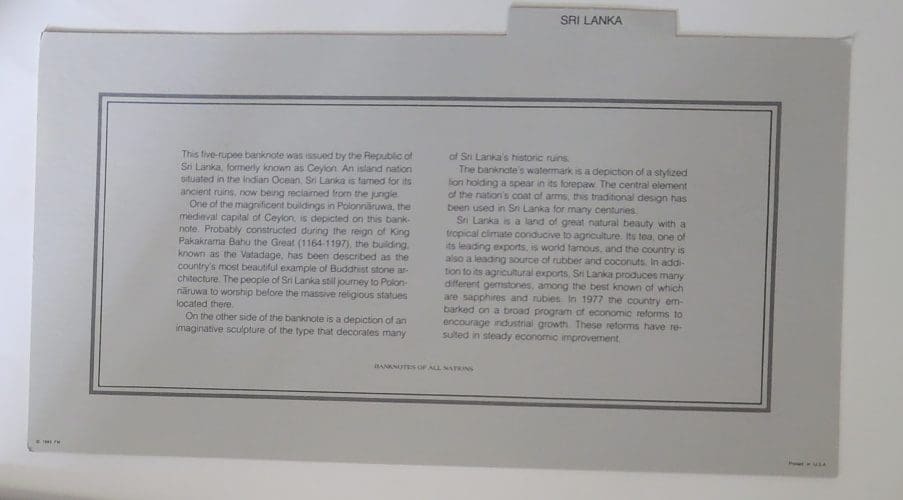 SRI LANKA
This five-rupee banknote was issued by the Republic of
Sri Lanka, formerly known as Ceylon. An island nation
situated in the Indian Ocean, Sri Lanka is famed for its
ancient ruins, now being reclaimed from the jungle.
One of the magnificent buildings in Polonnāruwa, the
medieval capital of Ceylon, is depicted on this bank-
note. Probably constructed during the reign of King
Pakakrama Bahu the Great (1164-1197), the building,
known as the Vatadage, has been described as the
country's most beautiful example of Buddhist stone ar-
chitecture. The people of Sri Lanka still journey to Polon-
nāruwa to worship before the massive religious statues
located there.
On the other side of the banknote is a depiction of an
imaginative sculpture of the type that decorates many
of Sri Lanka's historic ruins.
The banknote's watermark is a depiction of a stylized
lion holding a spear in its forepaw. The central element
of the nation's coat of arms, this traditional design has
been used in Sri Lanka for many centuries.
Sri Lanka is a land of great natural beauty with a
tropical climate conducive to agriculture. Its tea, one of
its leading exports, is world famous, and the country is
also a leading source of rubber and coconuts. In addi-
tion to its agricultural exports, Sri Lanka produces many
different gemstones, among the best known of which
are sapphires and rubies. In 1977 the country em-
barked on a broad program of economic reforms to
encourage industrial growth. These reforms have re-
sulted in steady economic improvement.
BANKNOTES OF ALL NATIONS
© 1983 FM
Printed in U.S.A.